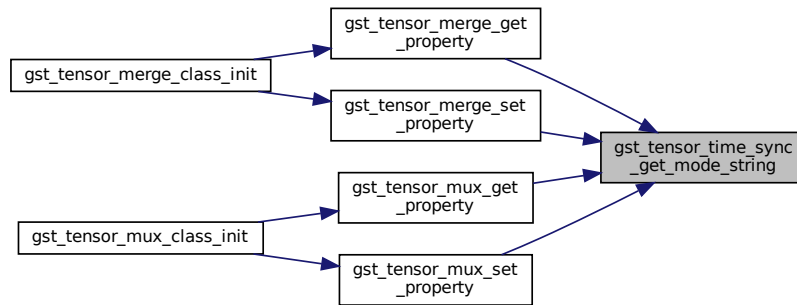 gst_tensor_merge_get
_property
gst_tensor_merge_class_init
gst_tensor_merge_set
_property
gst_tensor_time_sync
_get_mode_string
gst_tensor_mux_get
_property
gst_tensor_mux_class_init
gst_tensor_mux_set
_property